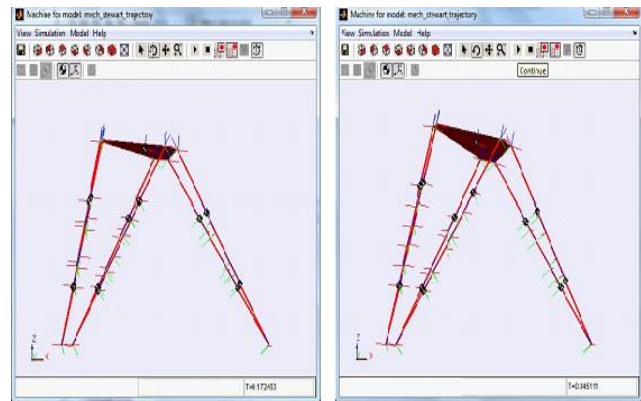 Machine for model: mech_stewart_trajectory
View Simulation Model Help
Z
T=0.172453
Machine for model: mech_stewart_trajectory
View Simulation Model Help
Continue
Z
T=0.145111